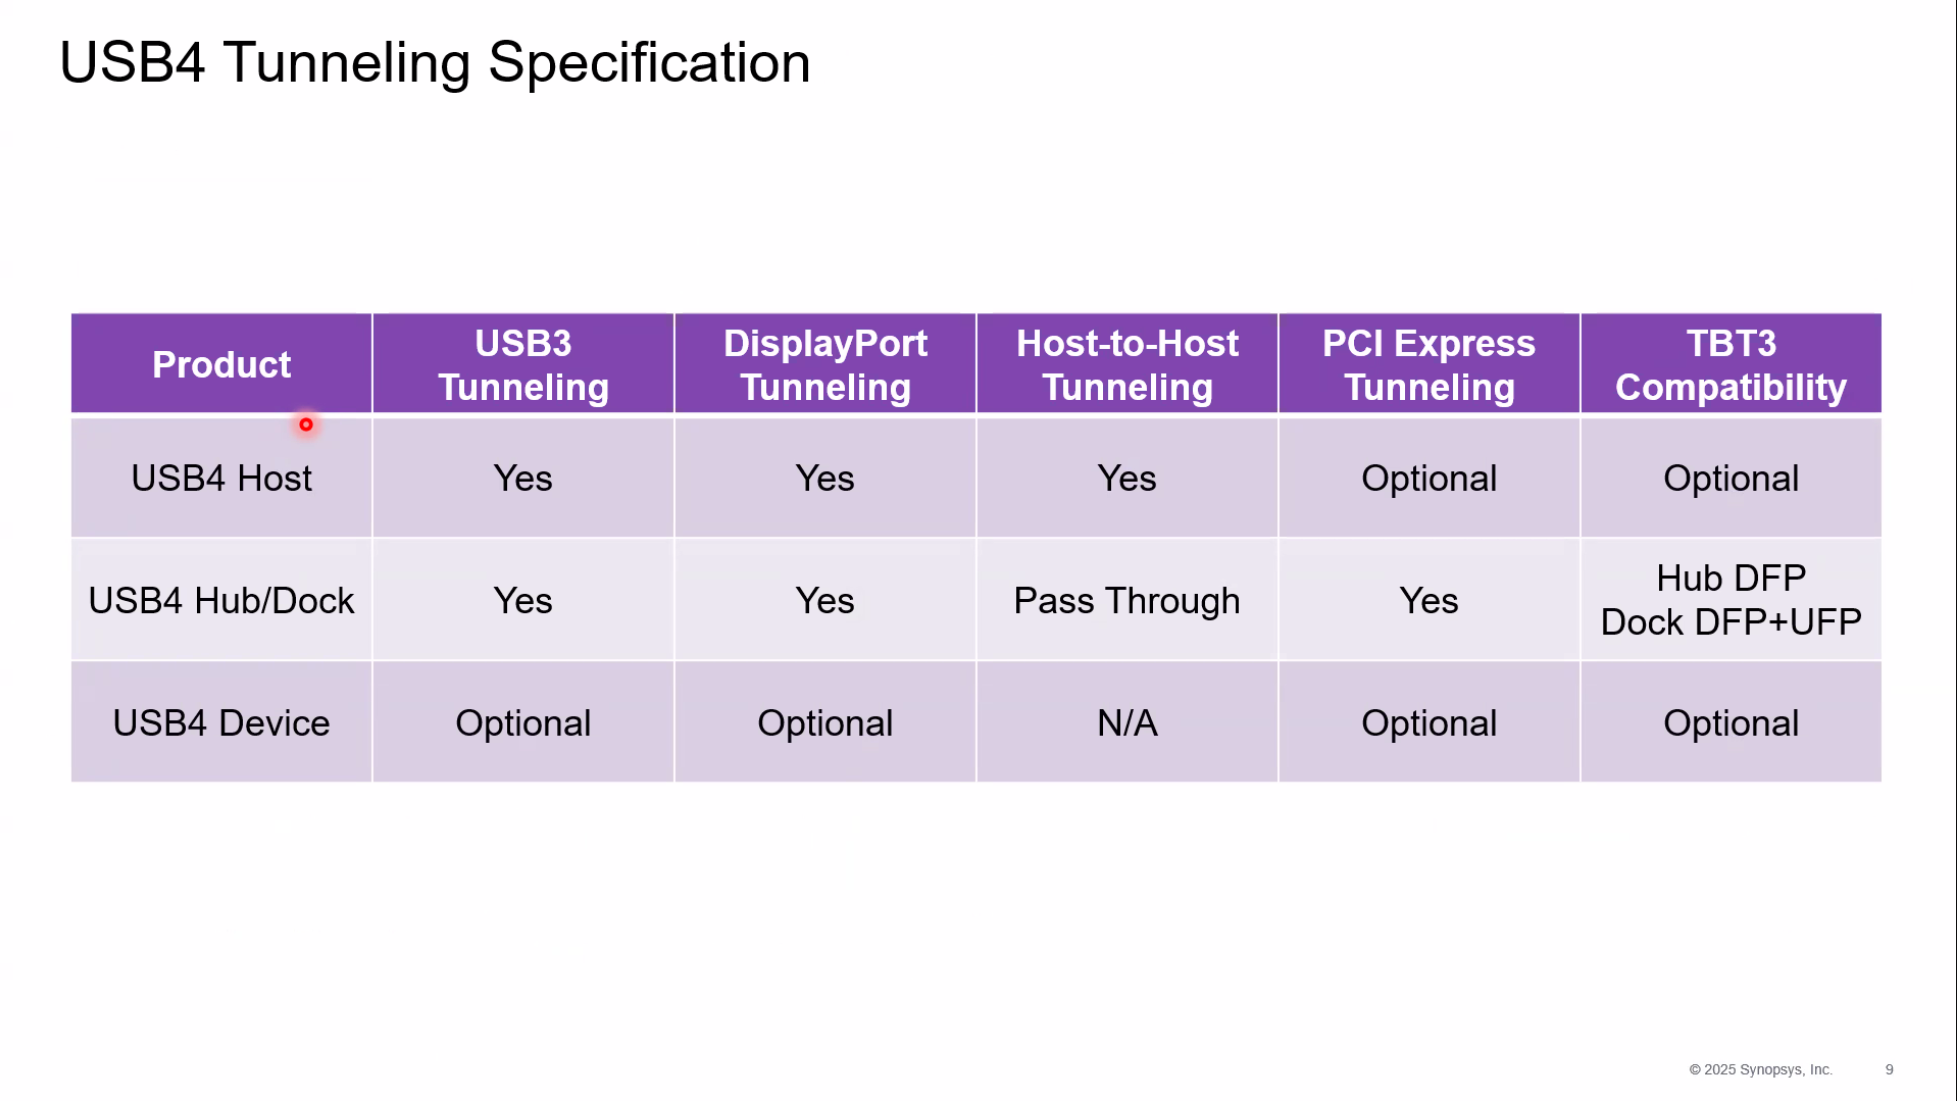 USB4 Tunneling Specification
Product
USB3
Tunneling
DisplayPort
Tunneling
Host-to-Host
Tunneling
PCI Express
Tunneling
TBT3
Compatibility
USB4 Host
Yes
Yes
Yes
Optional
Optional
USB4 Hub/Dock
Yes
Yes
Pass Through
Yes
Hub DFP
Dock DFP+UFP
USB4 Device
Optional
Optional
N/A
Optional
Optional
© 2025 Synopsys, Inc.
9